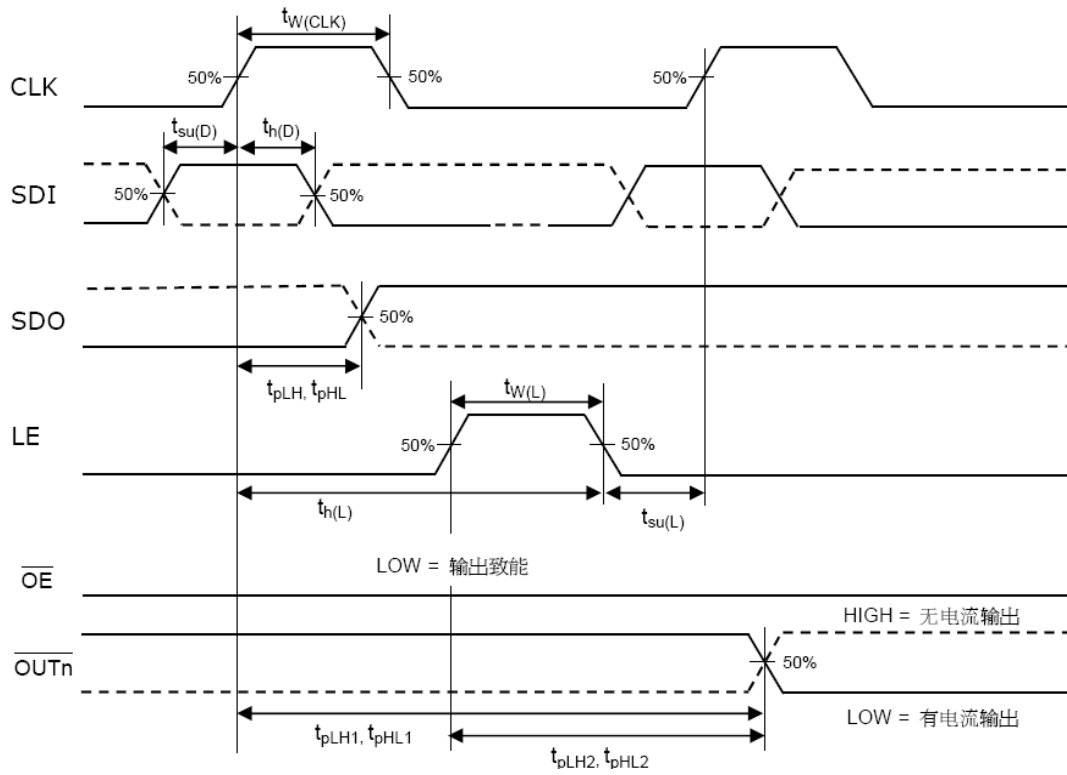 tW(CLK)
CLK 50% 50% 50%
tsu(D) th(D)
SDI 50% 50%
SDO 50%
tpLH, tpHL
tW(L)
LE 50% 50%
th(L) tsu(L)
LOW = 输出致能
OE
HIGH = 无电流输出
OUTn 50%
LOW = 有电流输出
tpLH1, tpHL1
tpLH2, tpHL2